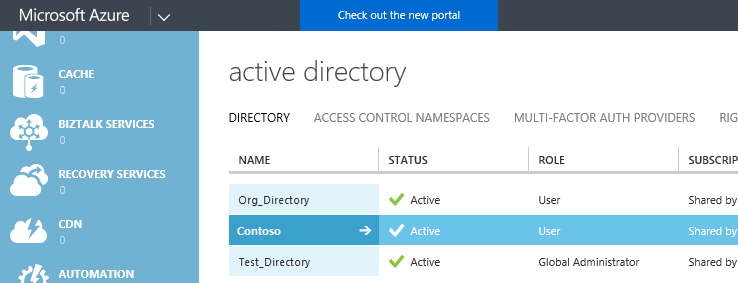 Microsoft Azure
Check out the new portal
0
CACHE
0
BIZTALK SERVICES
0
RECOVERY SERVICES
0
CDN
0
AUTOMATION
active directory
DIRECTORY ACCESS CONTROL NAMESPACES MULTI-FACTOR AUTH PROVIDERS RIG
NAME STATUS ROLE SUBSCRIP
Org_Directory Active User Shared by
Contoso Active User Shared by
Test_Directory Active Global Administrator Shared by